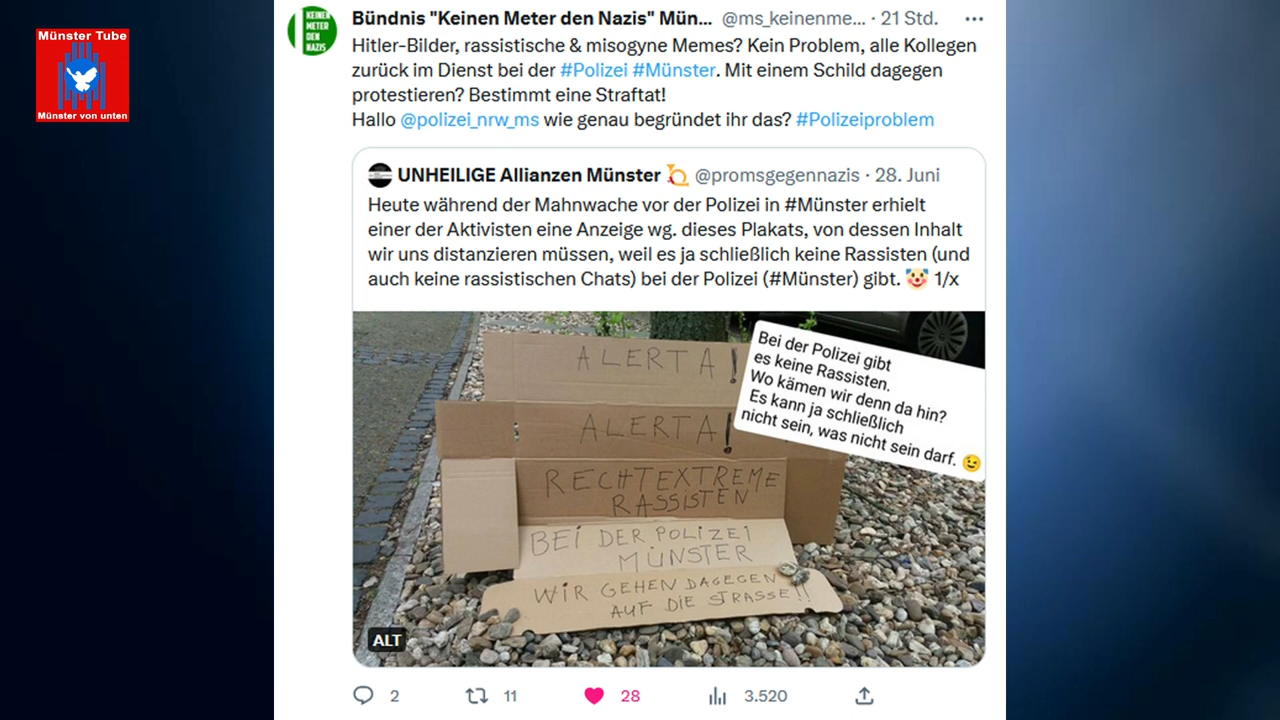 Münster Tube
Münster von unten
KEINEN
METER
DEN
NAZIS
Bündnis "Keinen Meter den Nazis" Mün... @ms_keinenme... · 21 Std.
Hitler-Bilder, rassistische & misogyne Memes? Kein Problem, alle Kollegen
zurück im Dienst bei der #Polizei #Münster. Mit einem Schild dagegen
protestieren? Bestimmt eine Straftat!
Hallo @polizei_nrw_ms wie genau begründet ihr das? #Polizeiproblem
UNHEILIGE Allianzen Münster @promsgegennazis · 28. Juni
Heute während der Mahnwache vor der Polizei in #Münster erhielt
einer der Aktivisten eine Anzeige wg. dieses Plakats, von dessen Inhalt
wir uns distanzieren müssen, weil es ja schließlich keine Rassisten (und
auch keine rassistischen Chats) bei der Polizei (#Münster) gibt. 🤡 1/x
ALERTA!
ALERTA!
RECHTEXTREME
RASSISTEN
BEI DER POLIZEI
MÜNSTER
WIR GEHEN DAGEGEN
AUF DIE STRASSE!!
Bei der Polizei gibt
es keine Rassisten.
Wo kämen wir denn da hin?
Es kann ja schließlich
nicht sein, was nicht sein darf. 😉
ALT
2 11 28 3.520